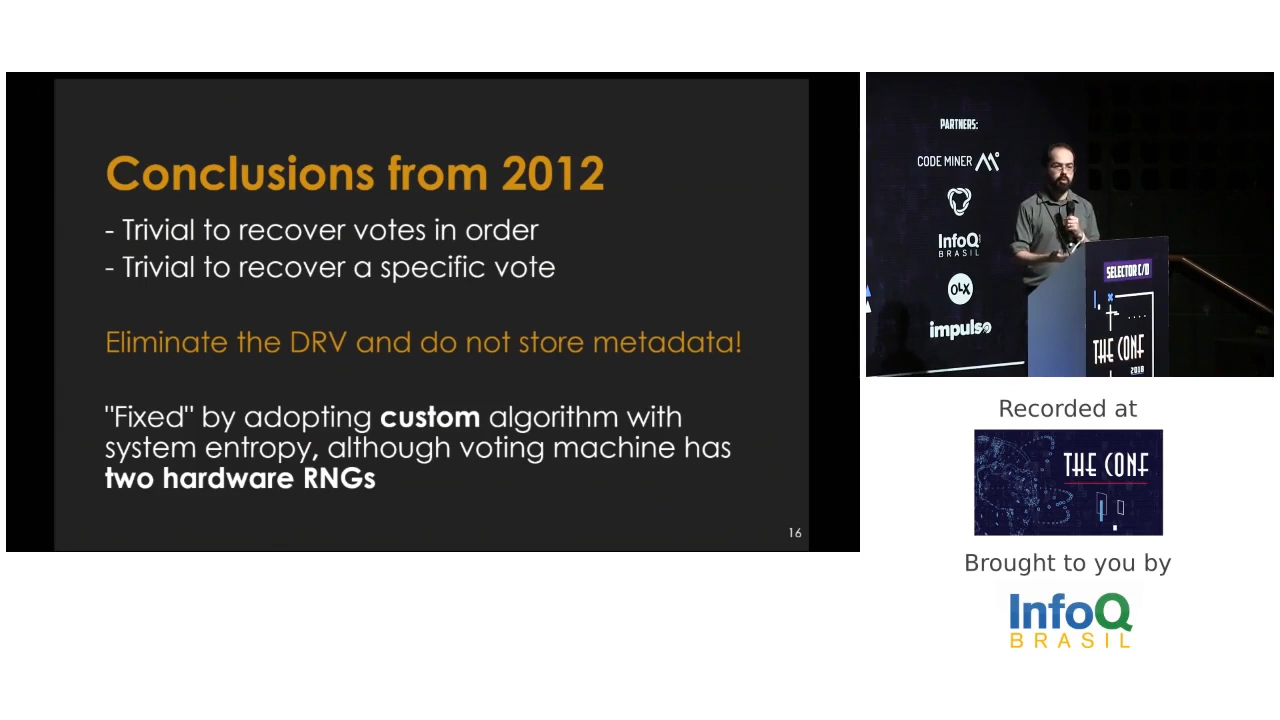 Conclusions from 2012
- Trivial to recover votes in order
- Trivial to recover a specific vote
Eliminate the DRV and do not store metadata!
"Fixed" by adopting custom algorithm with
system entropy, although voting machine has
two hardware RNGs
16
PARTNERS:
CODE MINER
InfoQ
BRASIL
OLX
impulso
SELECTOR C/D
THE CONF
2018
Recorded at
THE CONF
Brought to you by
InfoQ
BRASIL